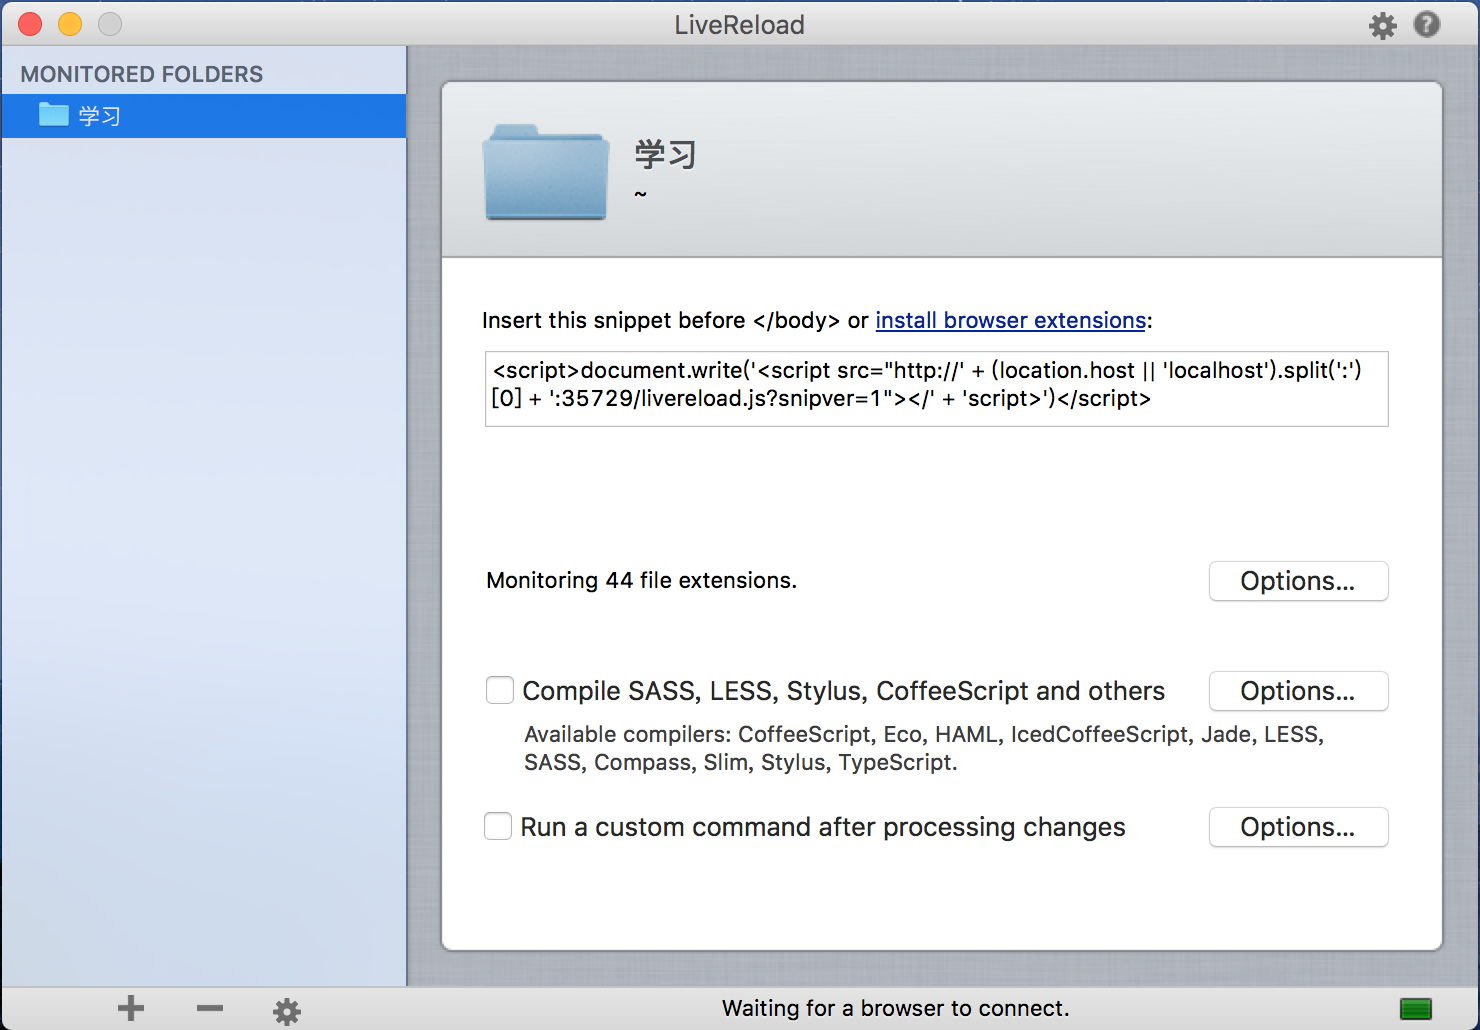 LiveReload
MONITORED FOLDERS
学习
学习
~
Insert this snippet before </body> or install browser extensions:
<script>document.write('<script src="http://' + (location.host || 'localhost').split(':')
[0] + ':35729/livereload.js?snipver=1"></' + 'script>')</script>
Monitoring 44 file extensions.
Options...
Compile SASS, LESS, Stylus, CoffeeScript and others
Options...
Available compilers: CoffeeScript, Eco, HAML, IcedCoffeeScript, Jade, LESS,
SASS, Compass, Slim, Stylus, TypeScript.
Run a custom command after processing changes
Options...
Waiting for a browser to connect.